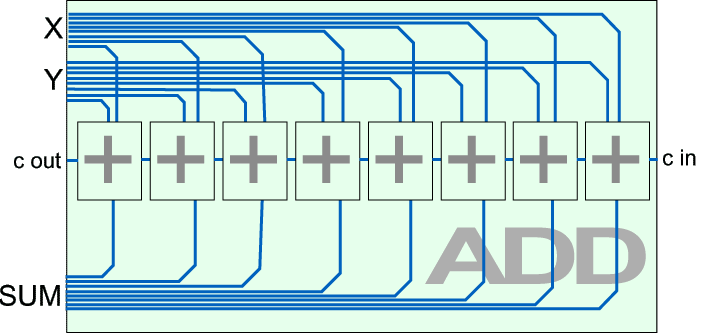 X
Y
c out
+ + + + + + + +
c in
ADD
SUM